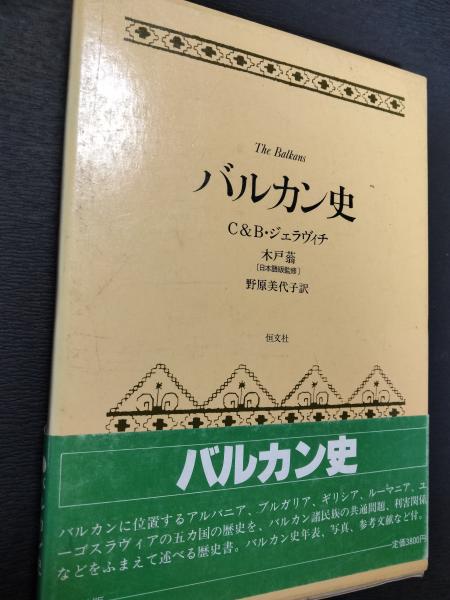 The Balkans
バルカン史
C&B・ジェラヴィチ
木戸蓊
[日本語版監修]
野原美代子訳
恒文社
バルカン史
バルカンに位置するアルバニア、ブルガリア、ギリシア、ルーマニア、ユ
ーゴスラヴィアの五カ国の歴史を、バルカン諸民族の共通問題、利害関係
などをふまえて述べる歴史書。バルカン史年表、写真、参考文献など付。
定価3800円